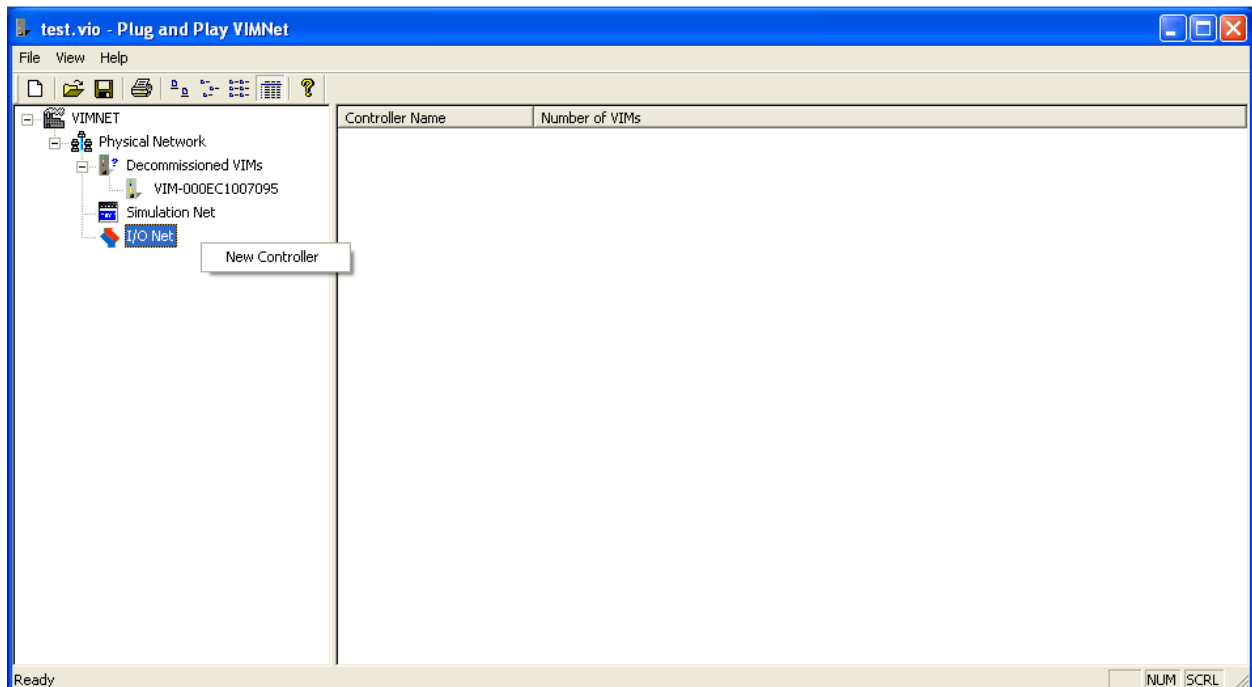 test.vio - Plug and Play VIMNet
File View Help
VIMNET
Physical Network
Decommissioned VIMs
VIM-000EC1007095
Simulation Net
I/O Net
New Controller
Controller Name Number of VIMs
Ready NUM SCRL